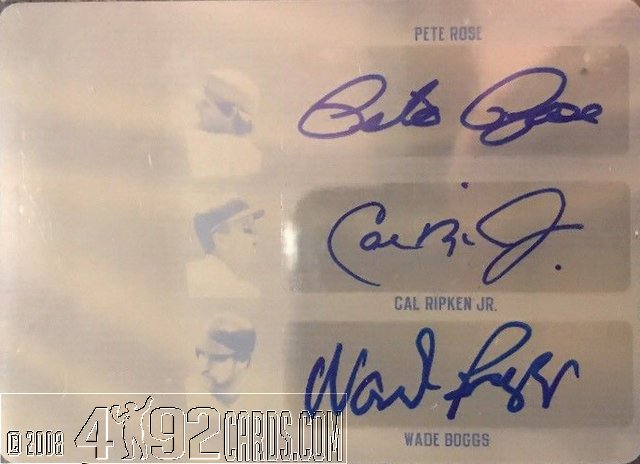 PETE ROSE
Pete Rose
Cal Ripken Jr.
CAL RIPKEN JR.
Wade Boggs
WADE BOGGS
© 2008 4192CARDS.COM